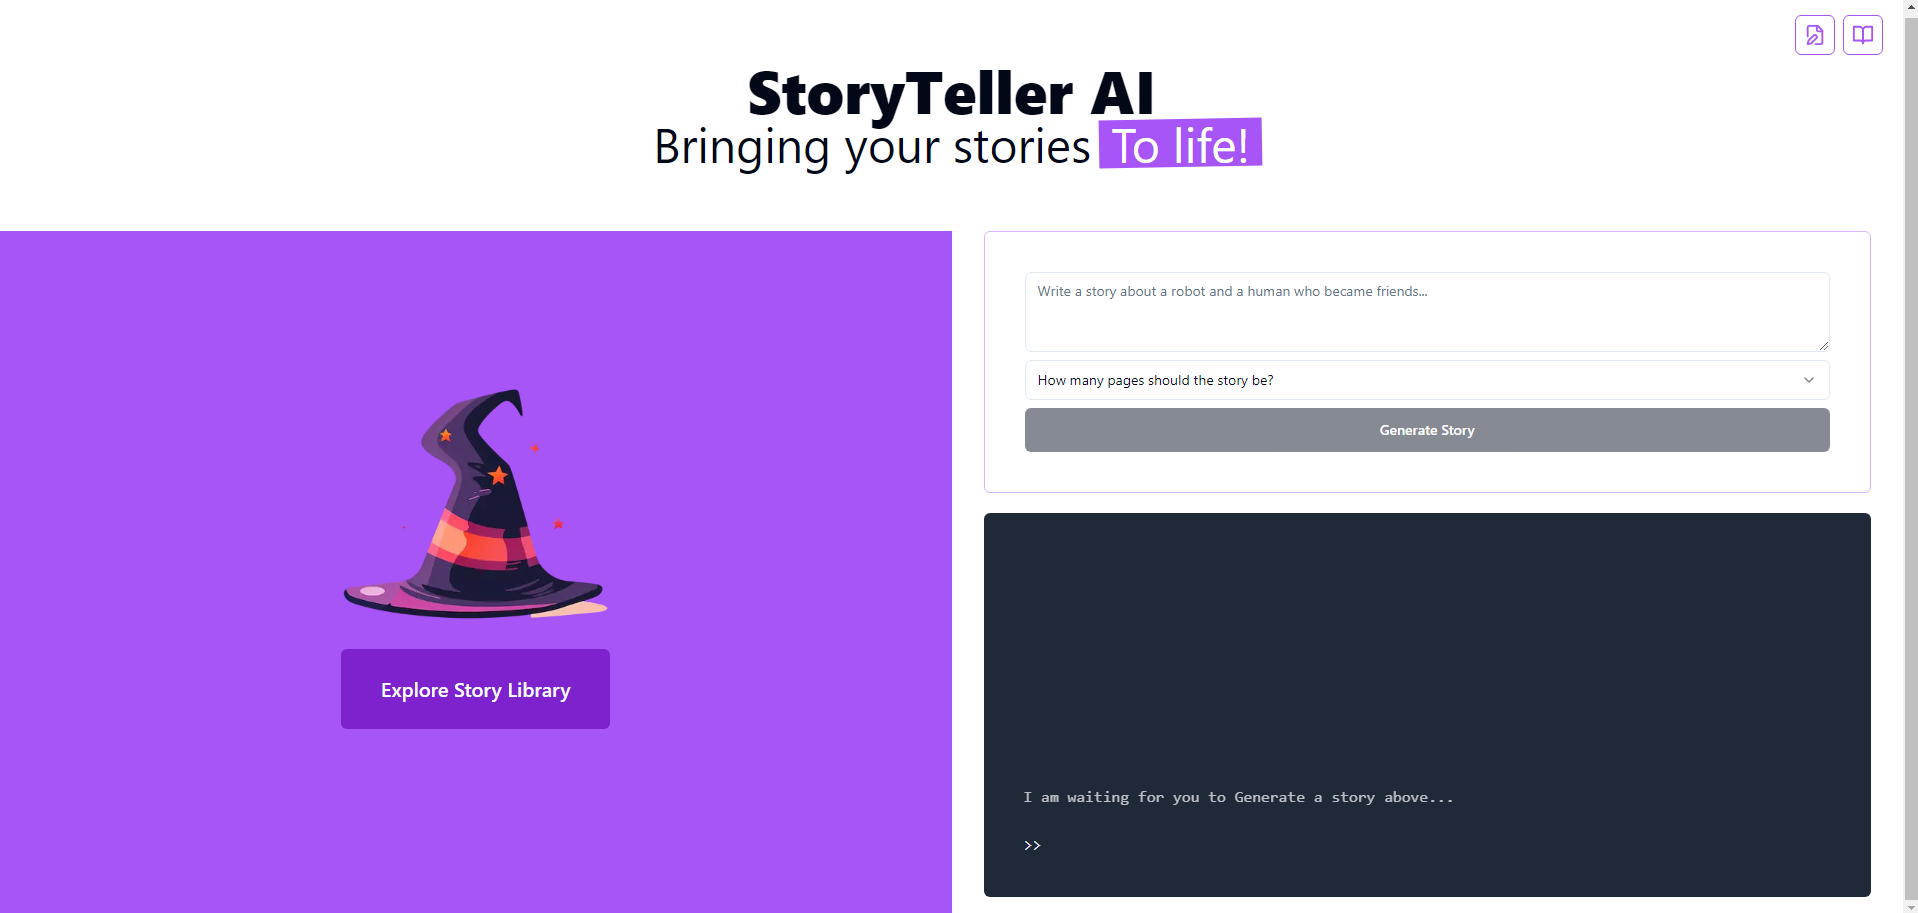 StoryTeller AI
Bringing your stories To life!
Explore Story Library
Write a story about a robot and a human who became friends...
How many pages should the story be?
Generate Story
I am waiting for you to Generate a story above...
>>